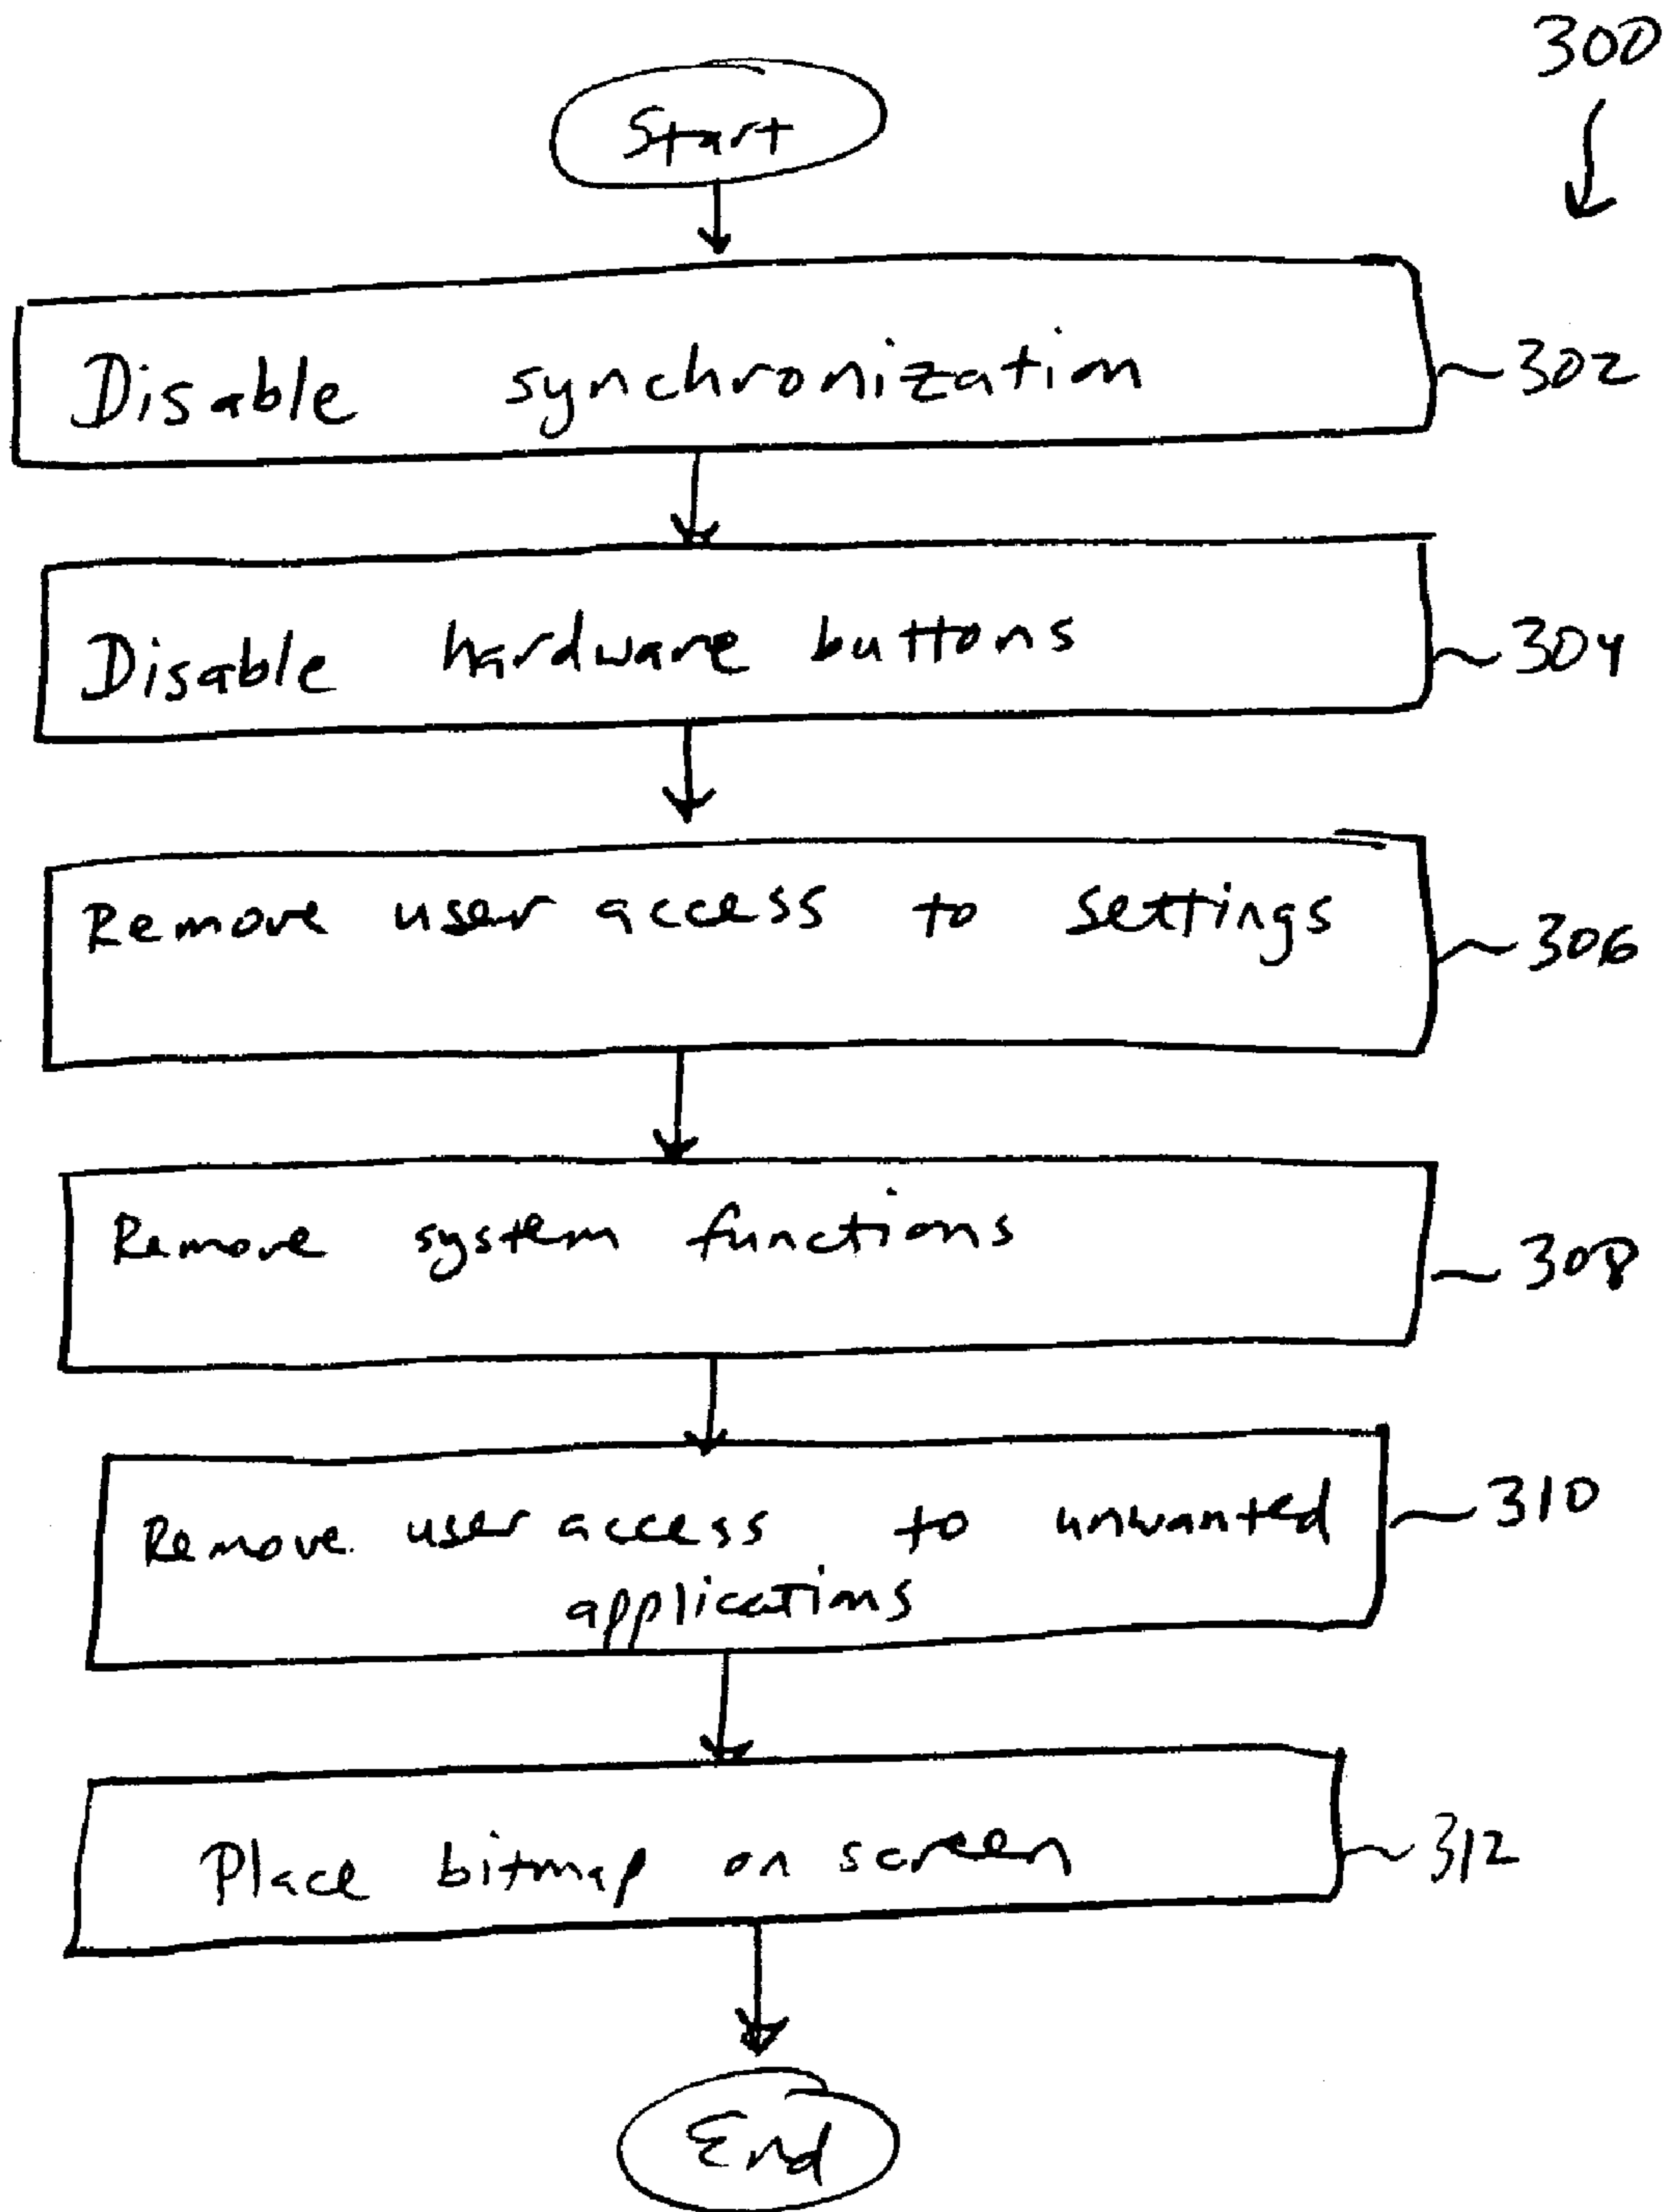 300
Start
Disable synchronization
302
Disable hardware buttons
304
Remove user access to settings
306
Remove system functions
308
Remove user access to unwanted
applications
310
Place bitmap on screen
312
End